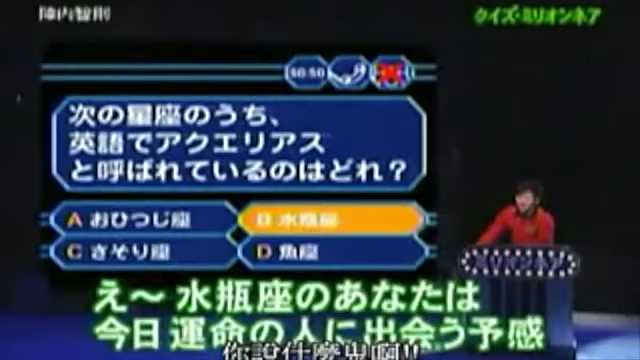 陣内智則
クイズ・ミリオンネア
50:50
次の星座のうち、
英語でアクエリアス
と呼ばれているのはどれ？
A おひつじ座
B 水瓶座
C さそり座
D 魚座
え〜 水瓶座のあなたは
今日運命の人に出会う予感
你說什麼鬼啊!!